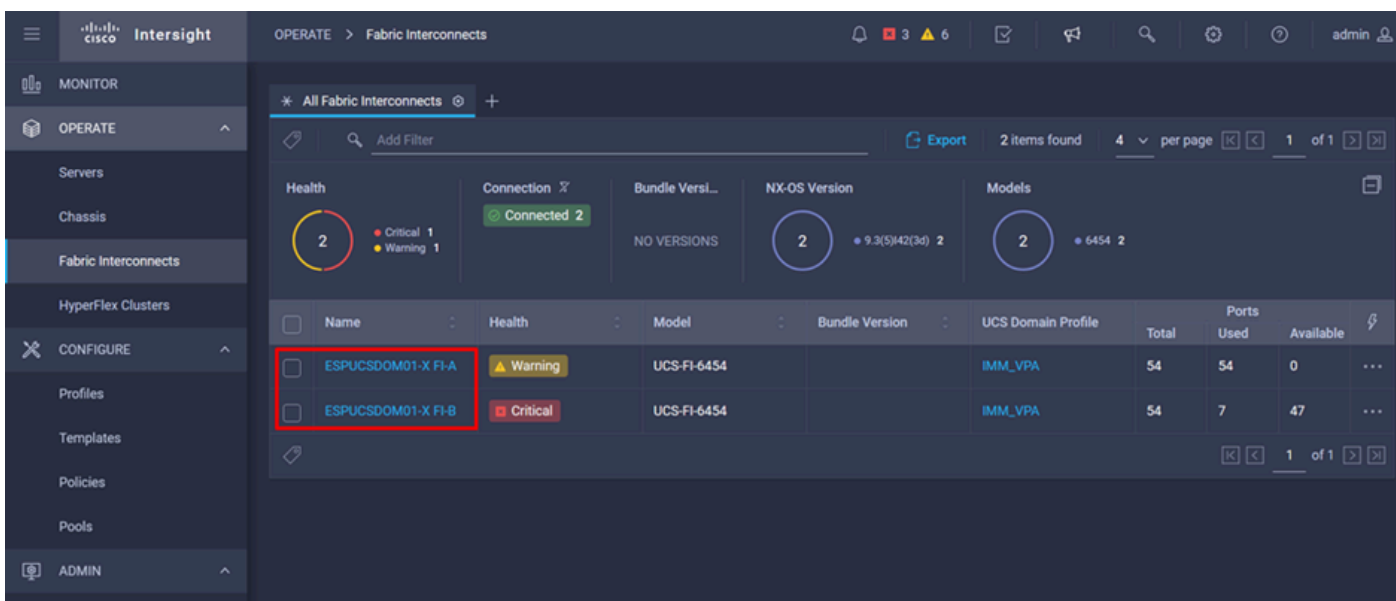 CISCO Intersight
OPERATE > Fabric Interconnects
3 6
admin
MONITOR
OPERATE
Servers
Chassis
Fabric Interconnects
HyperFlex Clusters
CONFIGURE
Profiles
Templates
Policies
Pools
ADMIN
All Fabric Interconnects +
Add Filter
Export 2 items found 4 per page 1 of 1
Health
2
Critical 1
Warning 1
Connection
Connected 2
Bundle Versi...
NO VERSIONS
NX-OS Version
2
9.3(5)I42(3d) 2
Models
2
6454 2
Name Health Model Bundle Version UCS Domain Profile Ports
Total Used Available
ESPUCSDOM01-X FI-A Warning UCS-FI-6454 IMM_VPA 54 54 0 ...
ESPUCSDOM01-X FI-B Critical UCS-FI-6454 IMM_VPA 54 7 47 ...
1 of 1